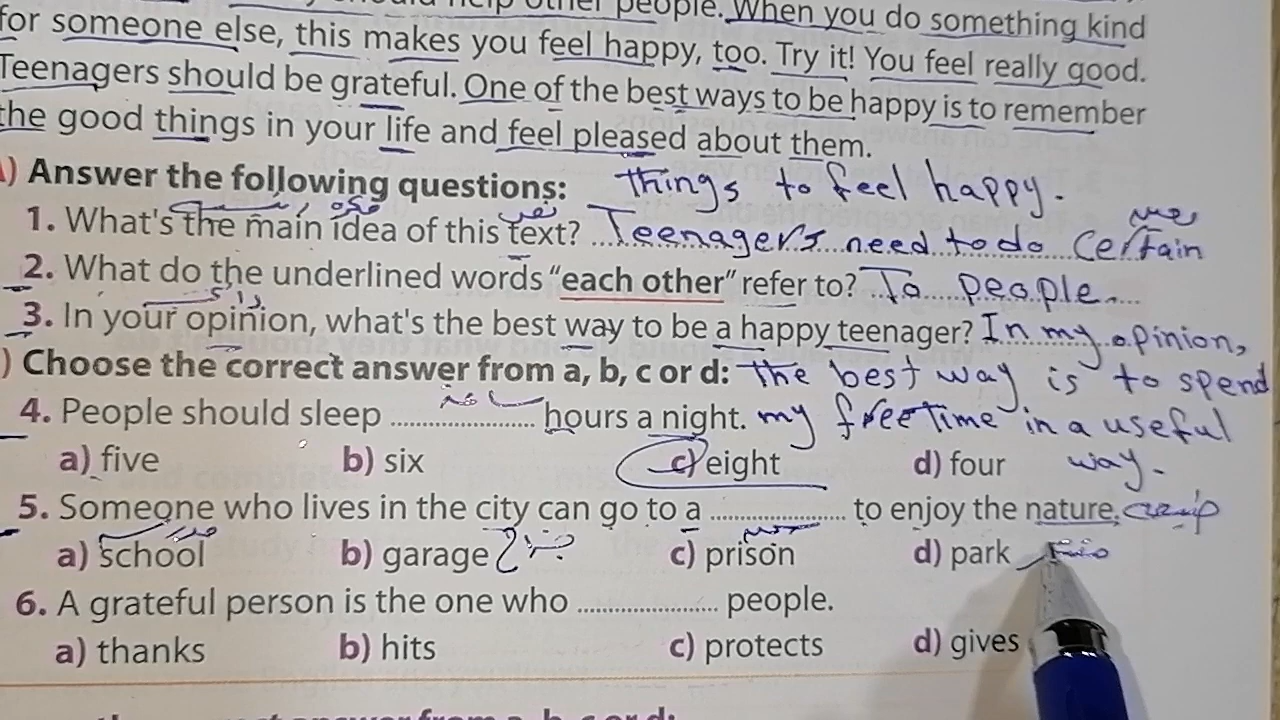 help other people. When you do something kind
for someone else, this makes you feel happy, too. Try it! You feel really good.
Teenagers should be grateful. One of the best ways to be happy is to remember
the good things in your life and feel pleased about them.
) Answer the following questions: things to feel happy.
1. What's the main idea of this text? Teenagers need to do certain
2. What do the underlined words “each other” refer to? To people.
3. In your opinion, what's the best way to be a happy teenager? In my opinion,
) Choose the correct answer from a, b, c or d: The best way is to spend
4. People should sleep .................... hours a night. my free time in a useful
a) five b) six c) eight d) four way.
5. Someone who lives in the city can go to a .................... to enjoy the nature.
a) school b) garage c) prison d) park
6. A grateful person is the one who .................... people.
a) thanks b) hits c) protects d) gives